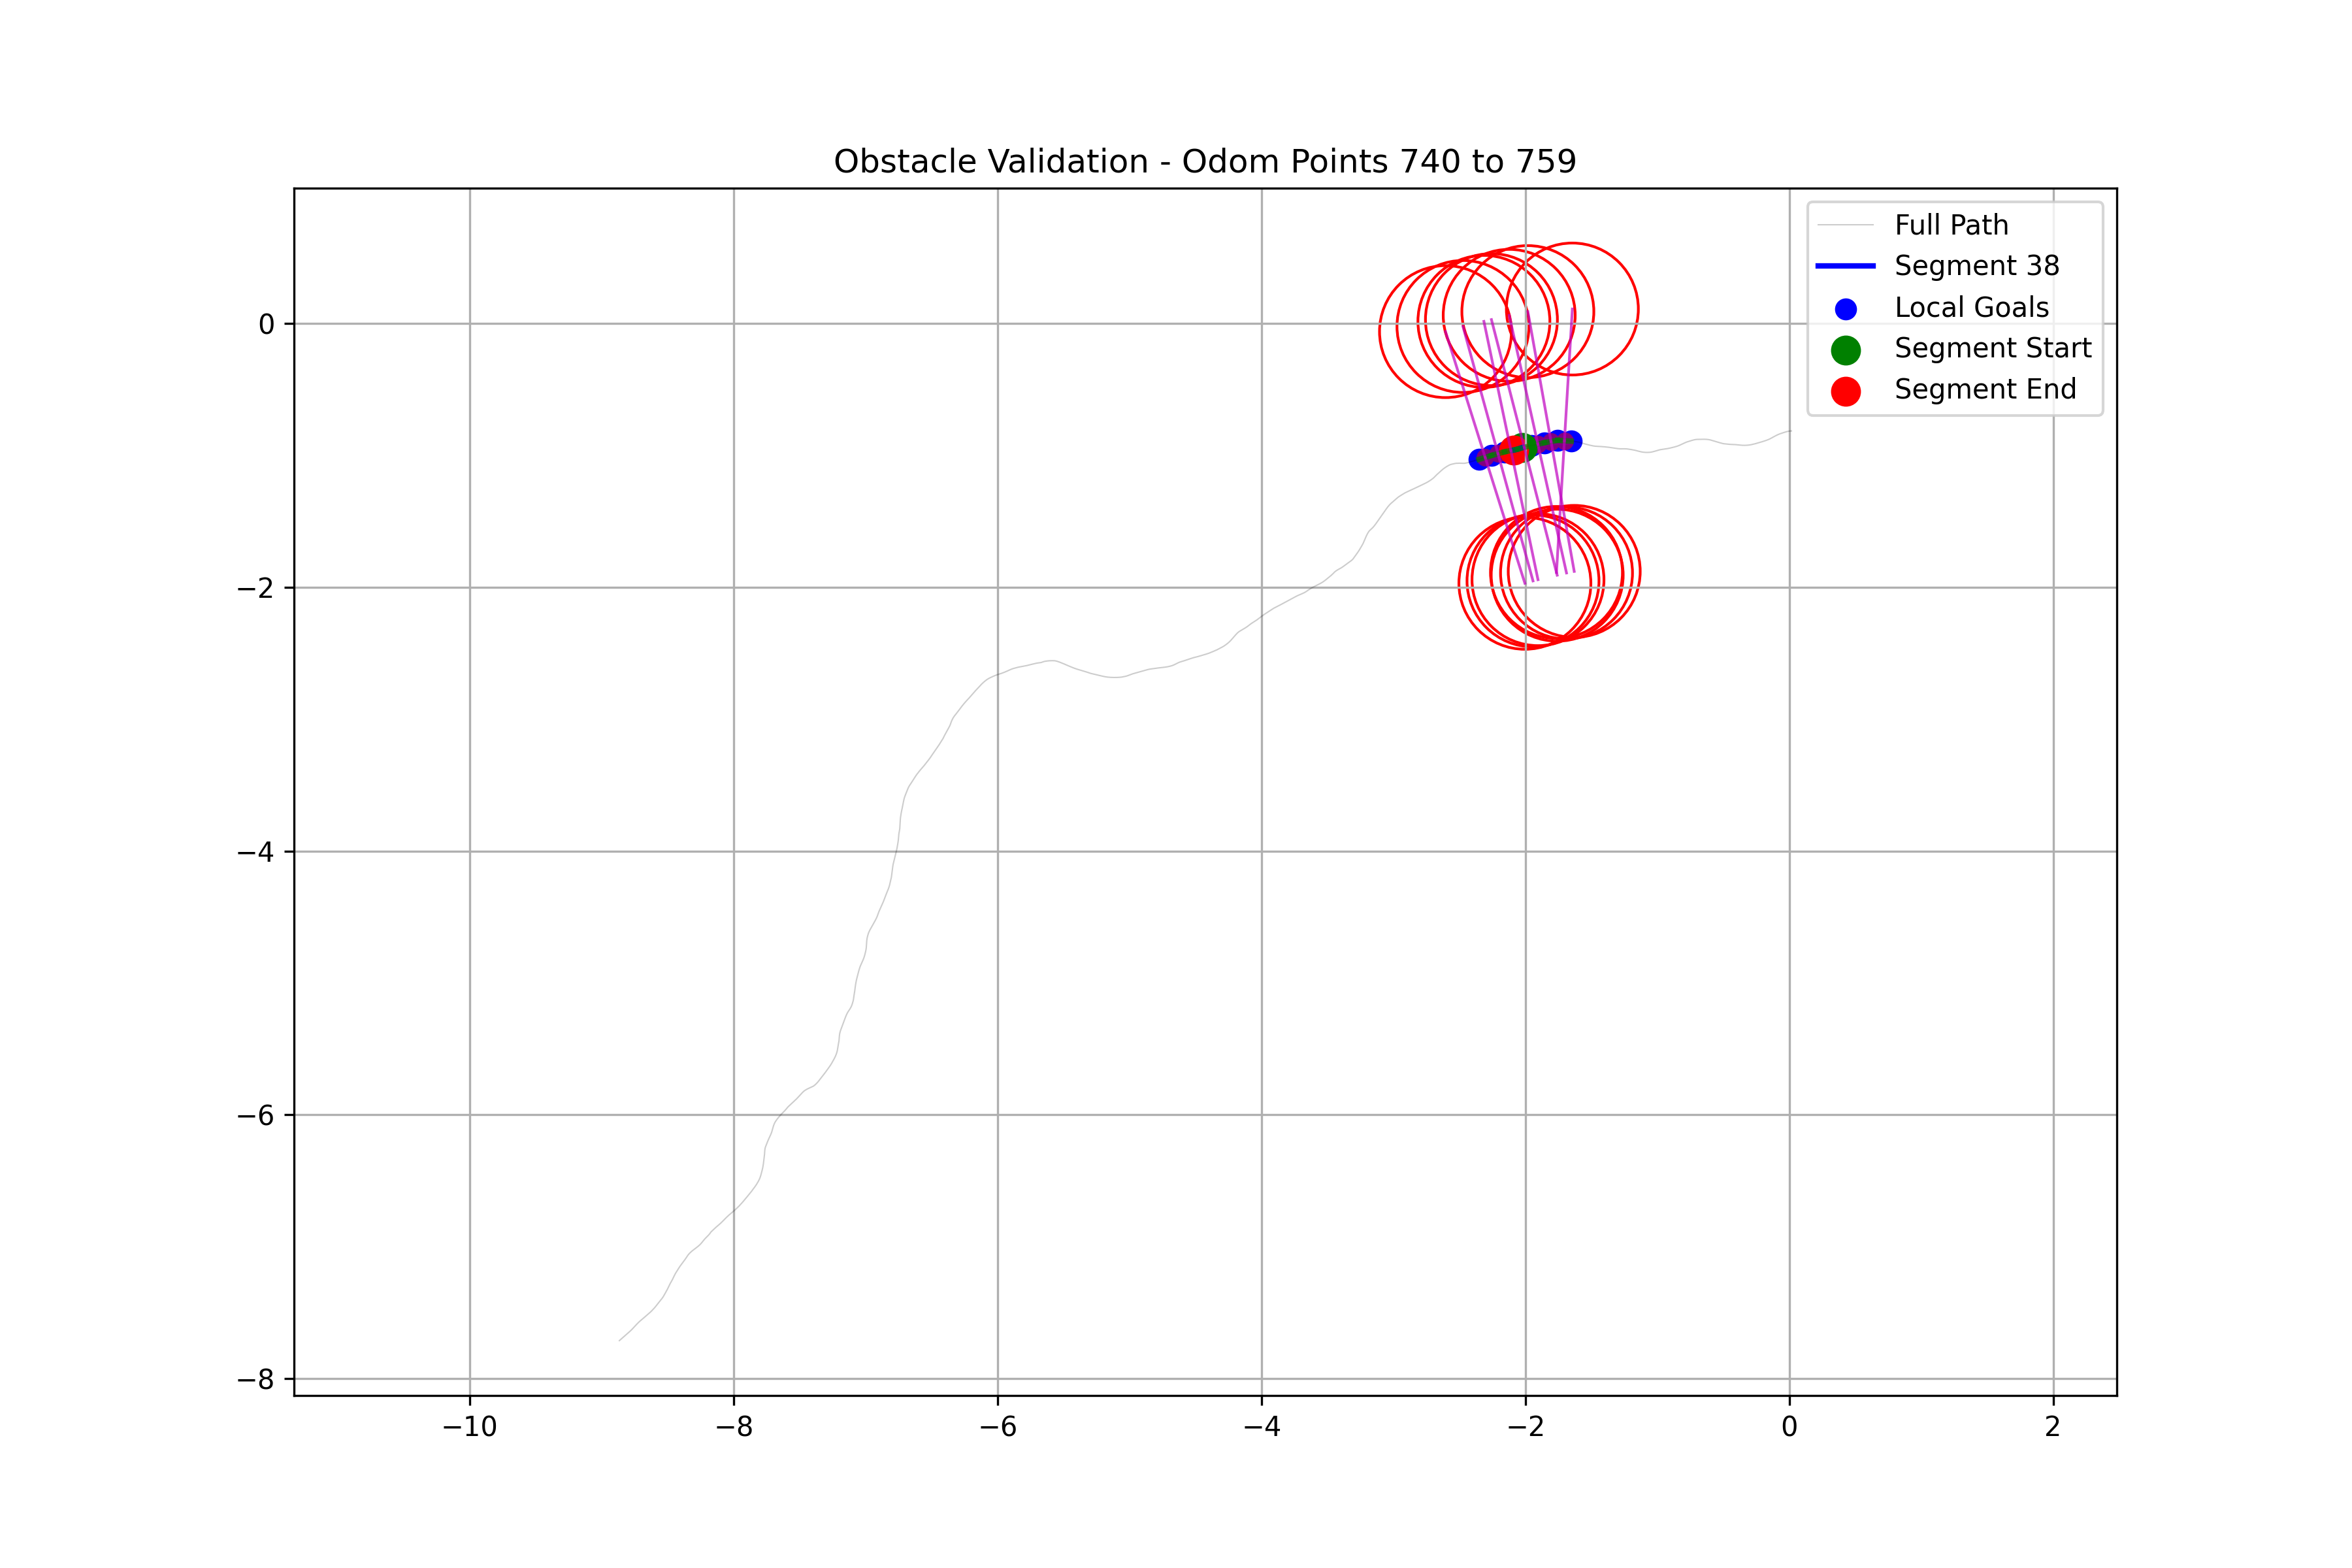 Obstacle Validation - Odom Points 740 to 759
Full Path
Segment 38
Local Goals
Segment Start
Segment End
0
−2
−4
−6
−8
−10
−8
−6
−4
−2
0
2